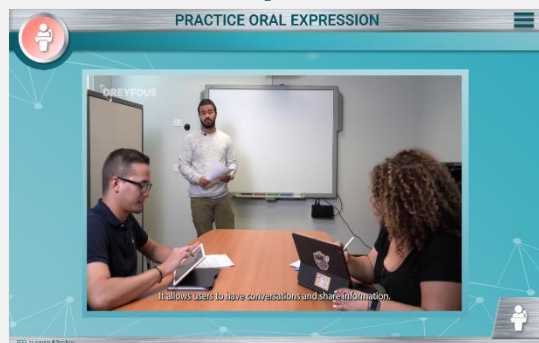 PRACTICE ORAL EXPRESSION
DREYFOUS
It allows users to have conversations and share information.